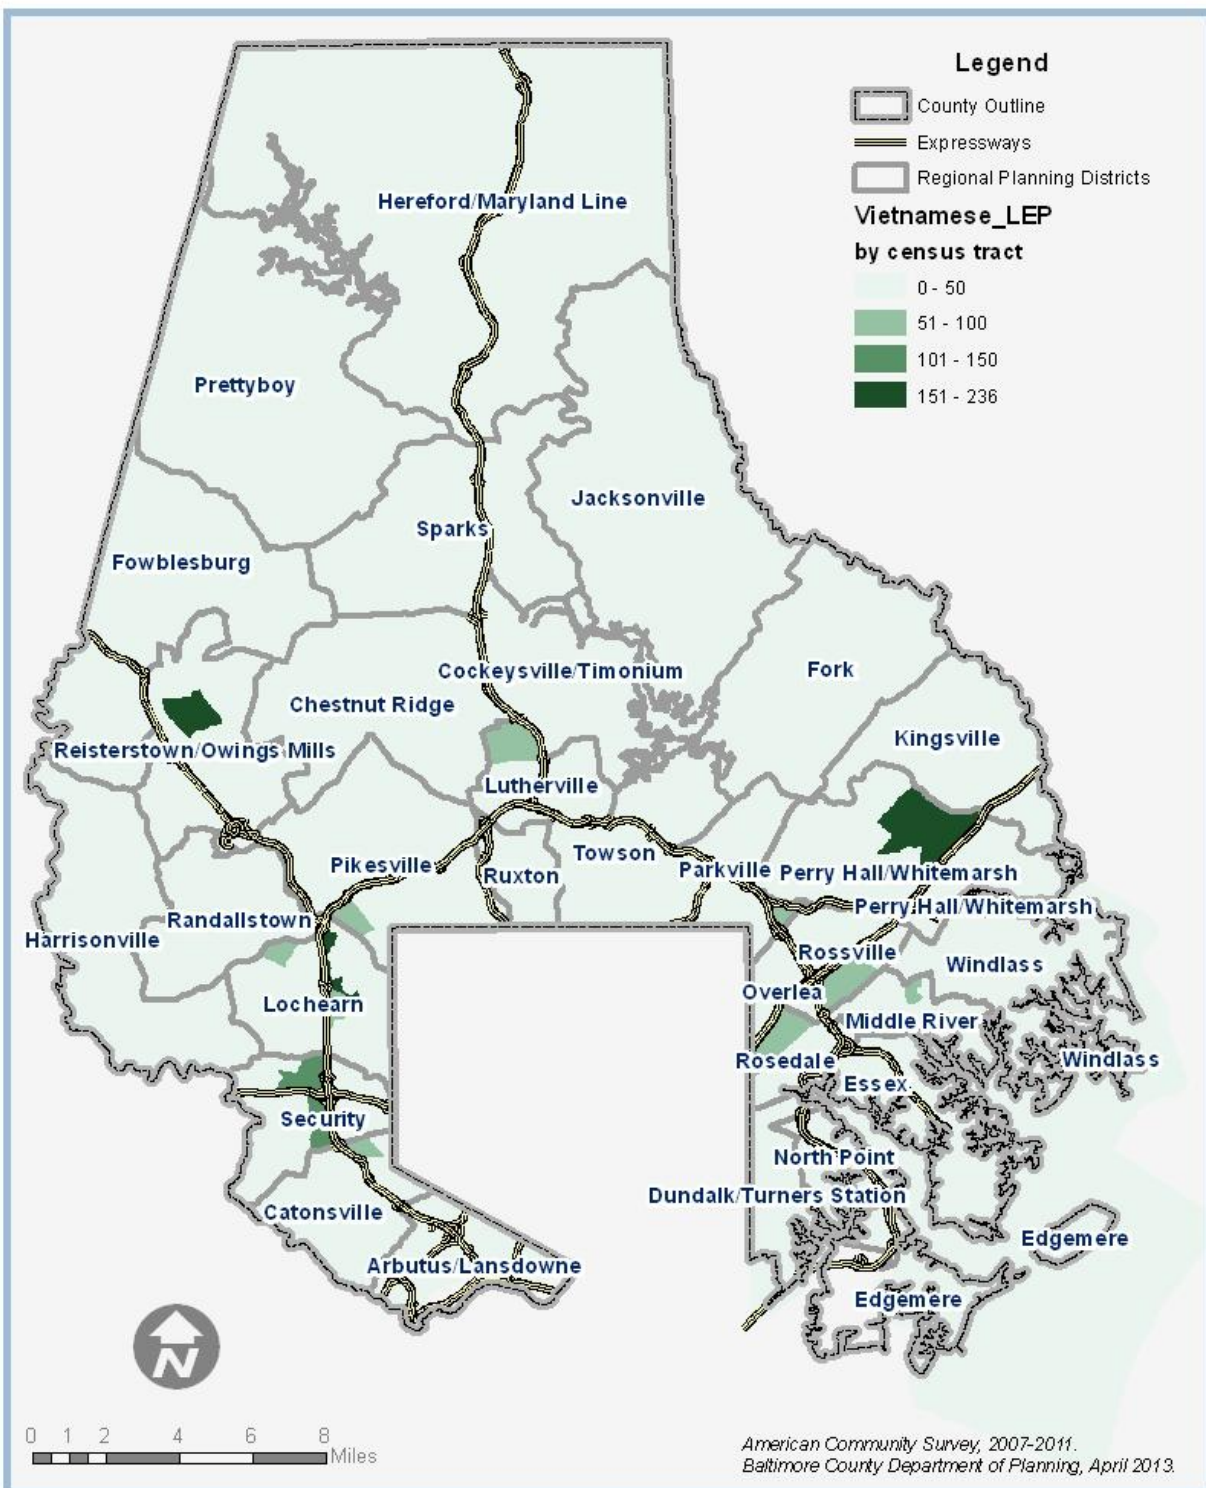 Legend
County Outline
Expressways
Regional Planning Districts
Vietnamese_LEP
by census tract
0 - 50
51 - 100
101 - 150
151 - 236
Hereford/Maryland Line
Prettyboy
Jacksonville
Sparks
Fowblesburg
Cockeysville/Timonium
Fork
Chestnut Ridge
Kingsville
Reisterstown/Owings Mills
Lutherville
Towson
Pikesville
Ruxton
Parkville
Perry Hall/Whitemarsh
Perry Hall/Whitemarsh
Randallstown
Harrisonville
Rossville
Windlass
Overlea
Lochearn
Middle River
Rosedale
Windlass
Essex
Security
North Point
Dundalk/Turners Station
Catonsville
Edgemere
Arbutus/Lansdowne
Edgemere
N
0 1 2 4 6 8
Miles
American Community Survey, 2007-2011.
Baltimore County Department of Planning, April 2013.